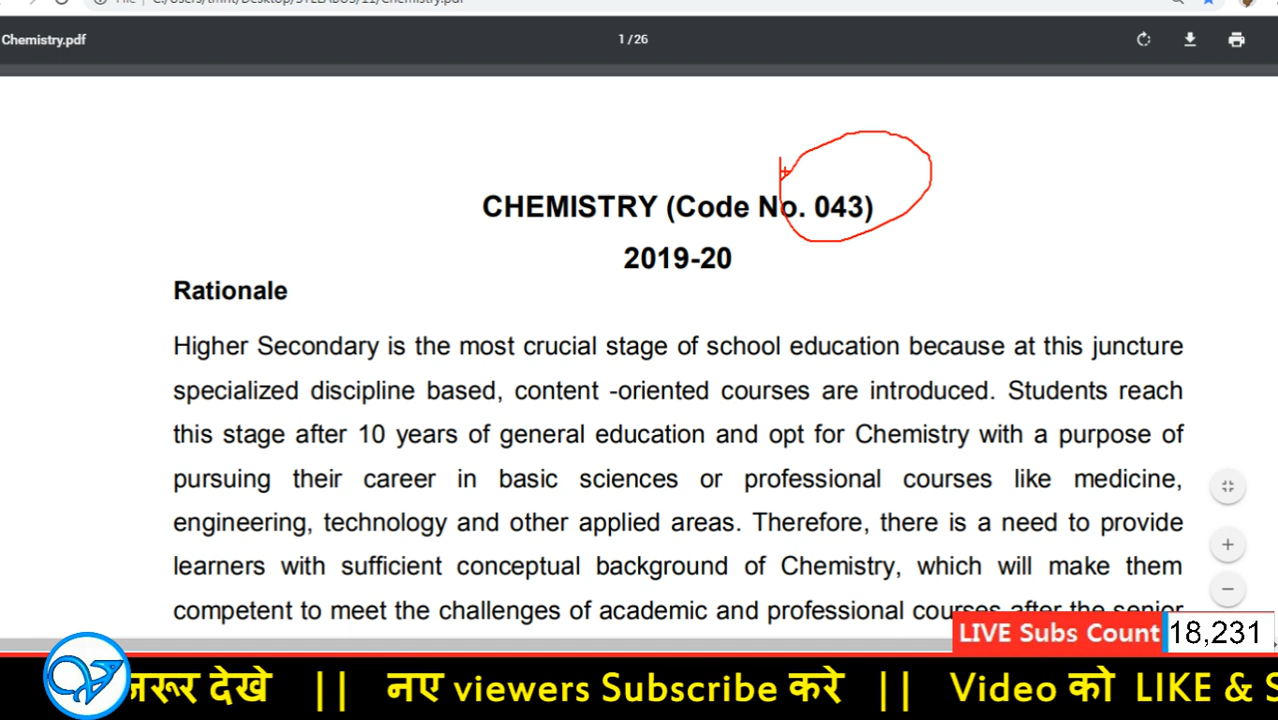 Chemistry.pdf
1 / 26
CHEMISTRY (Code No. 043)
2019-20
Rationale
Higher Secondary is the most crucial stage of school education because at this juncture
specialized discipline based, content -oriented courses are introduced. Students reach
this stage after 10 years of general education and opt for Chemistry with a purpose of
pursuing their career in basic sciences or professional courses like medicine,
engineering, technology and other applied areas. Therefore, there is a need to provide
learners with sufficient conceptual background of Chemistry, which will make them
competent to meet the challenges of academic and professional courses after the senior
LIVE Subs Count 18,231
जरूर देखे || नए viewers Subscribe करे || Video को LIKE & S